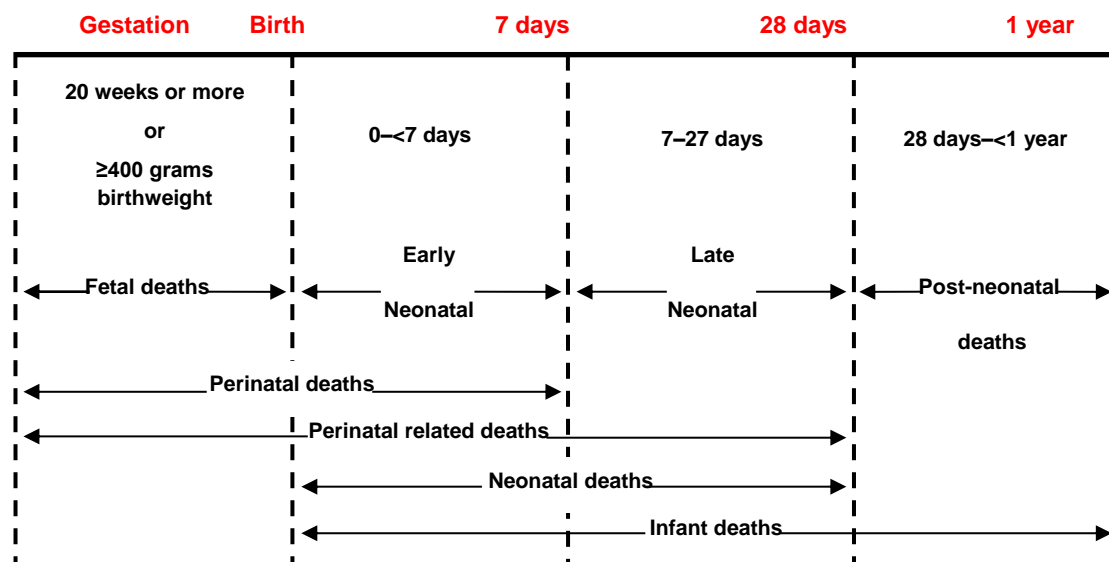 Gestation Birth 7 days 28 days 1 year
20 weeks or more
or
≥400 grams
birthweight
0–<7 days
7–27 days
28 days–<1 year
Fetal deaths
Early
Neonatal
Late
Neonatal
Post-neonatal
deaths
Perinatal deaths
Perinatal related deaths
Neonatal deaths
Infant deaths